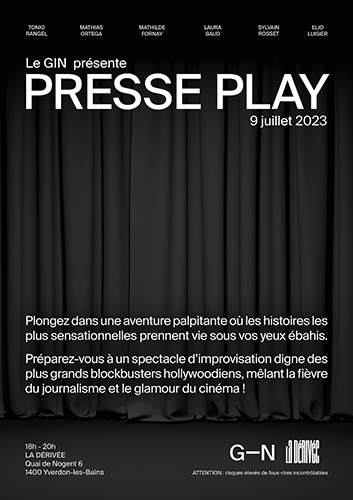 TONIO RANGEL
MATHIAS ORTEGA
MATHILDE FORNAY
LAURA BAUD
SYLVAIN ROSSET
ELIO LUISIER
Le GIN présente
PRESSE PLAY
9 juillet 2023
Plongez dans une aventure palpitante où les histoires les
plus sensationnelles prennent vie sous vos yeux ébahis.
Préparez-vous à un spectacle d'improvisation digne des
plus grands blockbusters hollywoodiens, mêlant la fièvre
du journalisme et le glamour du cinéma !
18h - 20h
LA DÉRIVÉE
Quai de Nogent 6
1400 Yverdon-les-Bains
G—N
LA DÉRIVÉE
ATTENTION : risques élevés de fous-rires incontrôlables